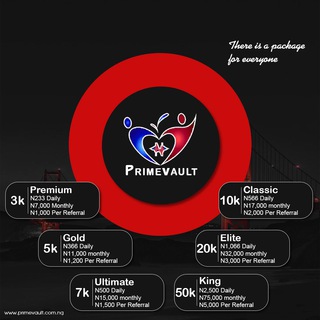 There is a package
for everyone
PRIMEVAULT
3k
Premium
N233 Daily
N7,000 Monthly
N1,000 Per Referral
10k
Classic
N566 Daily
N17,000 monthly
N2,000 Per Referral
5k
Gold
N366 Daily
N11,000 monthly
N1,200 Per Referral
20k
Elite
N1,066 Daily
N32,000 monthly
N3,000 Per Referral
7k
Ultimate
N500 Daily
N15,000 monthly
N1,500 Per Referral
50k
King
N2,500 Daily
N75,000 monthly
N5,000 Per Referral
www.primevault.com.ng